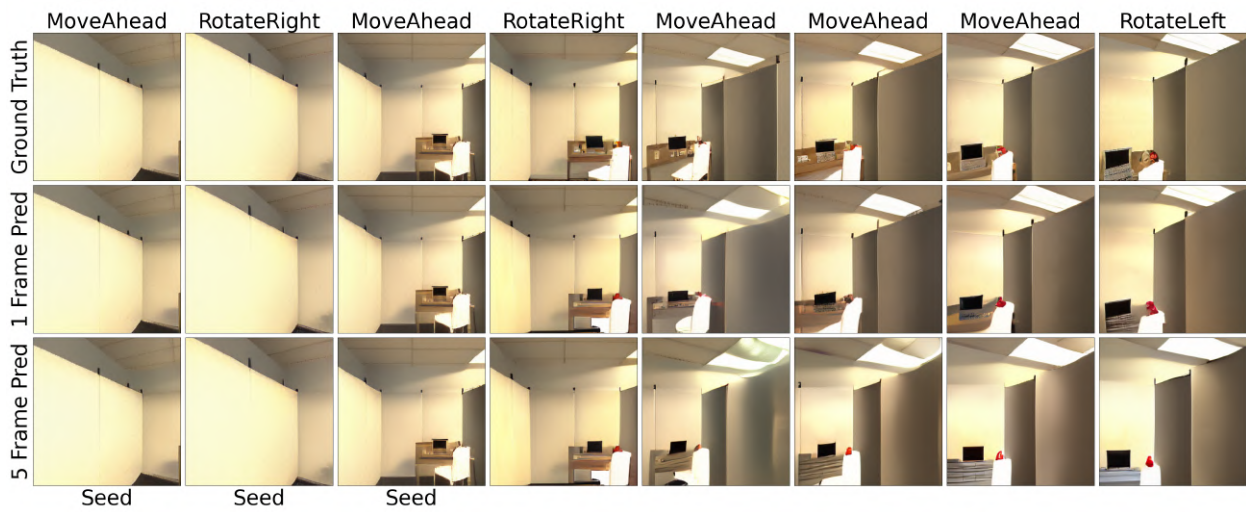 MoveAhead RotateRight MoveAhead RotateRight MoveAhead MoveAhead MoveAhead RotateLeft
Ground Truth
1 Frame Pred
5 Frame Pred
Seed Seed Seed